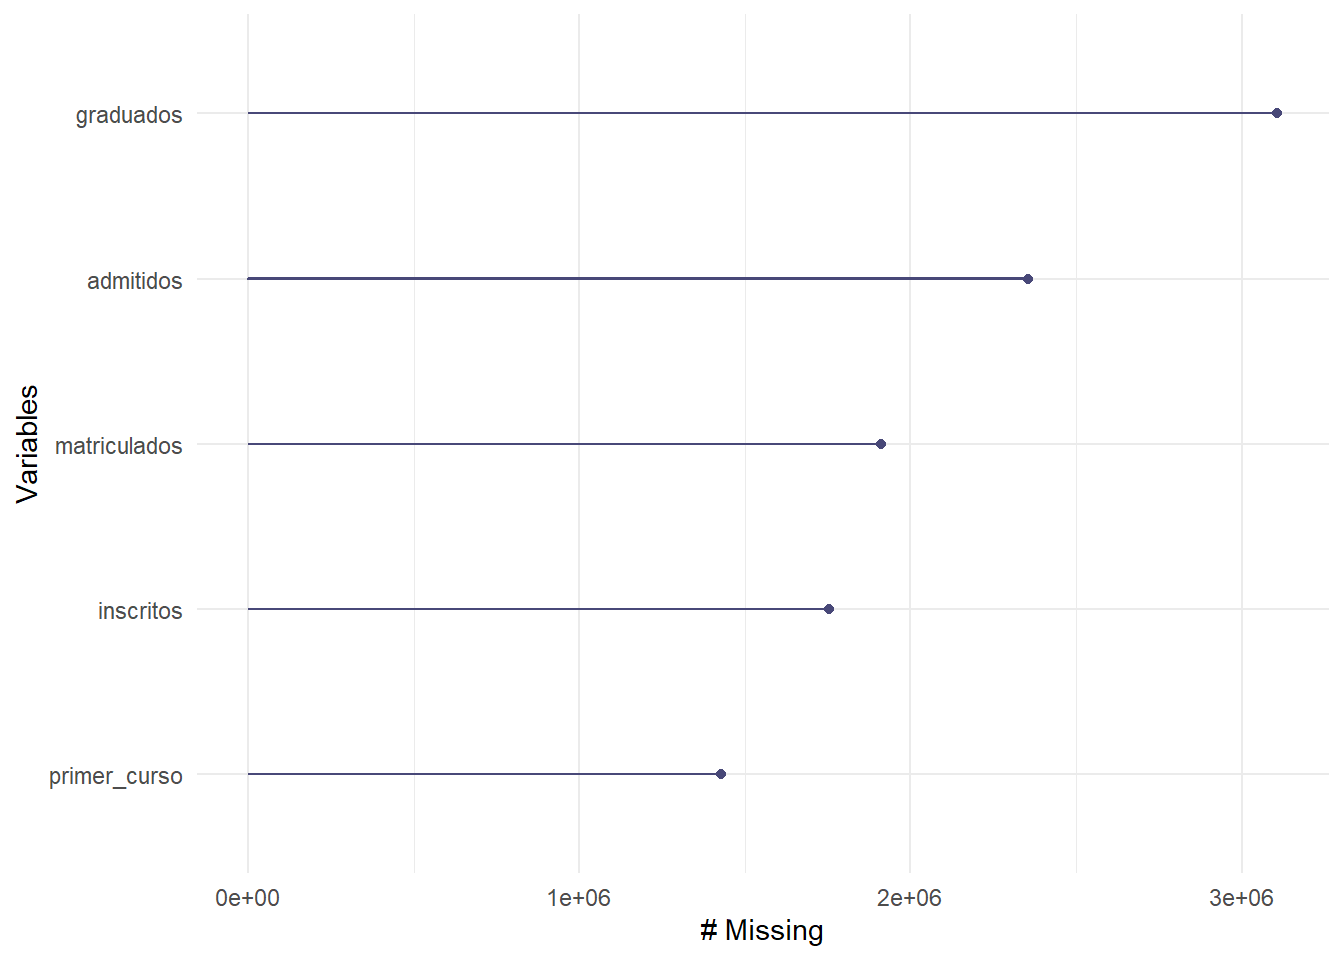 graduados
admitidos
matriculados
inscritos
primer_curso
Variables
0e+00 1e+06 2e+06 3e+06
# Missing